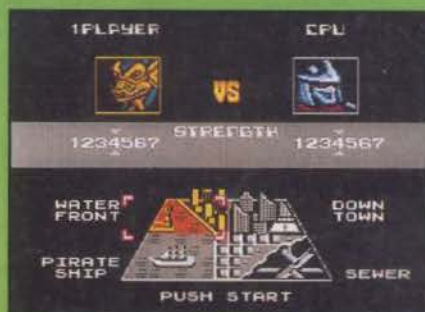 1PLAYER CPU
VS
STRENGTH
1234567 1234567
WATER FRONT
DOWN TOWN
PIRATE SHIP
SEWER
PUSH START